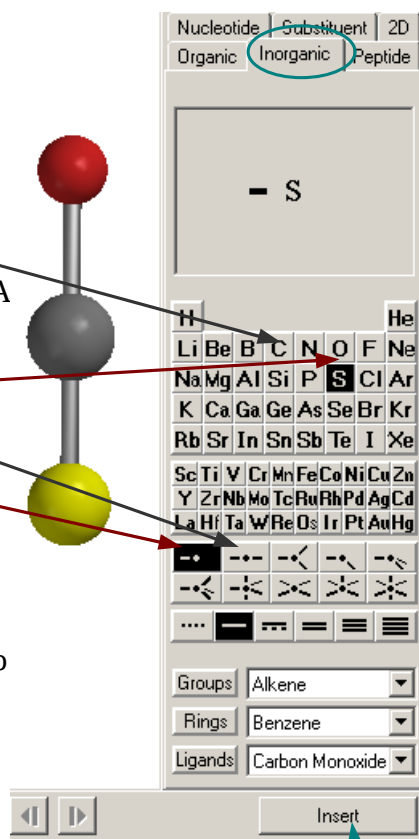 Nucleotide Substituent 2D
Organic Inorganic Peptide
- S
A
H He
Li Be B C N O F Ne
Na Mg Al Si P S Cl Ar
K Ca Ga Ge As Se Br Kr
Rb Sr In Sn Sb Te I Xe
Sc Ti V Cr Mn Fe Co Ni Cu Zn
Y Zr Nb Mo Tc Ru Rh Pd Ag Cd
La Hf Ta W Re Os Ir Pt Au Hg
Groups Alkene
Rings Benzene
Ligands Carbon Monoxide
Insert